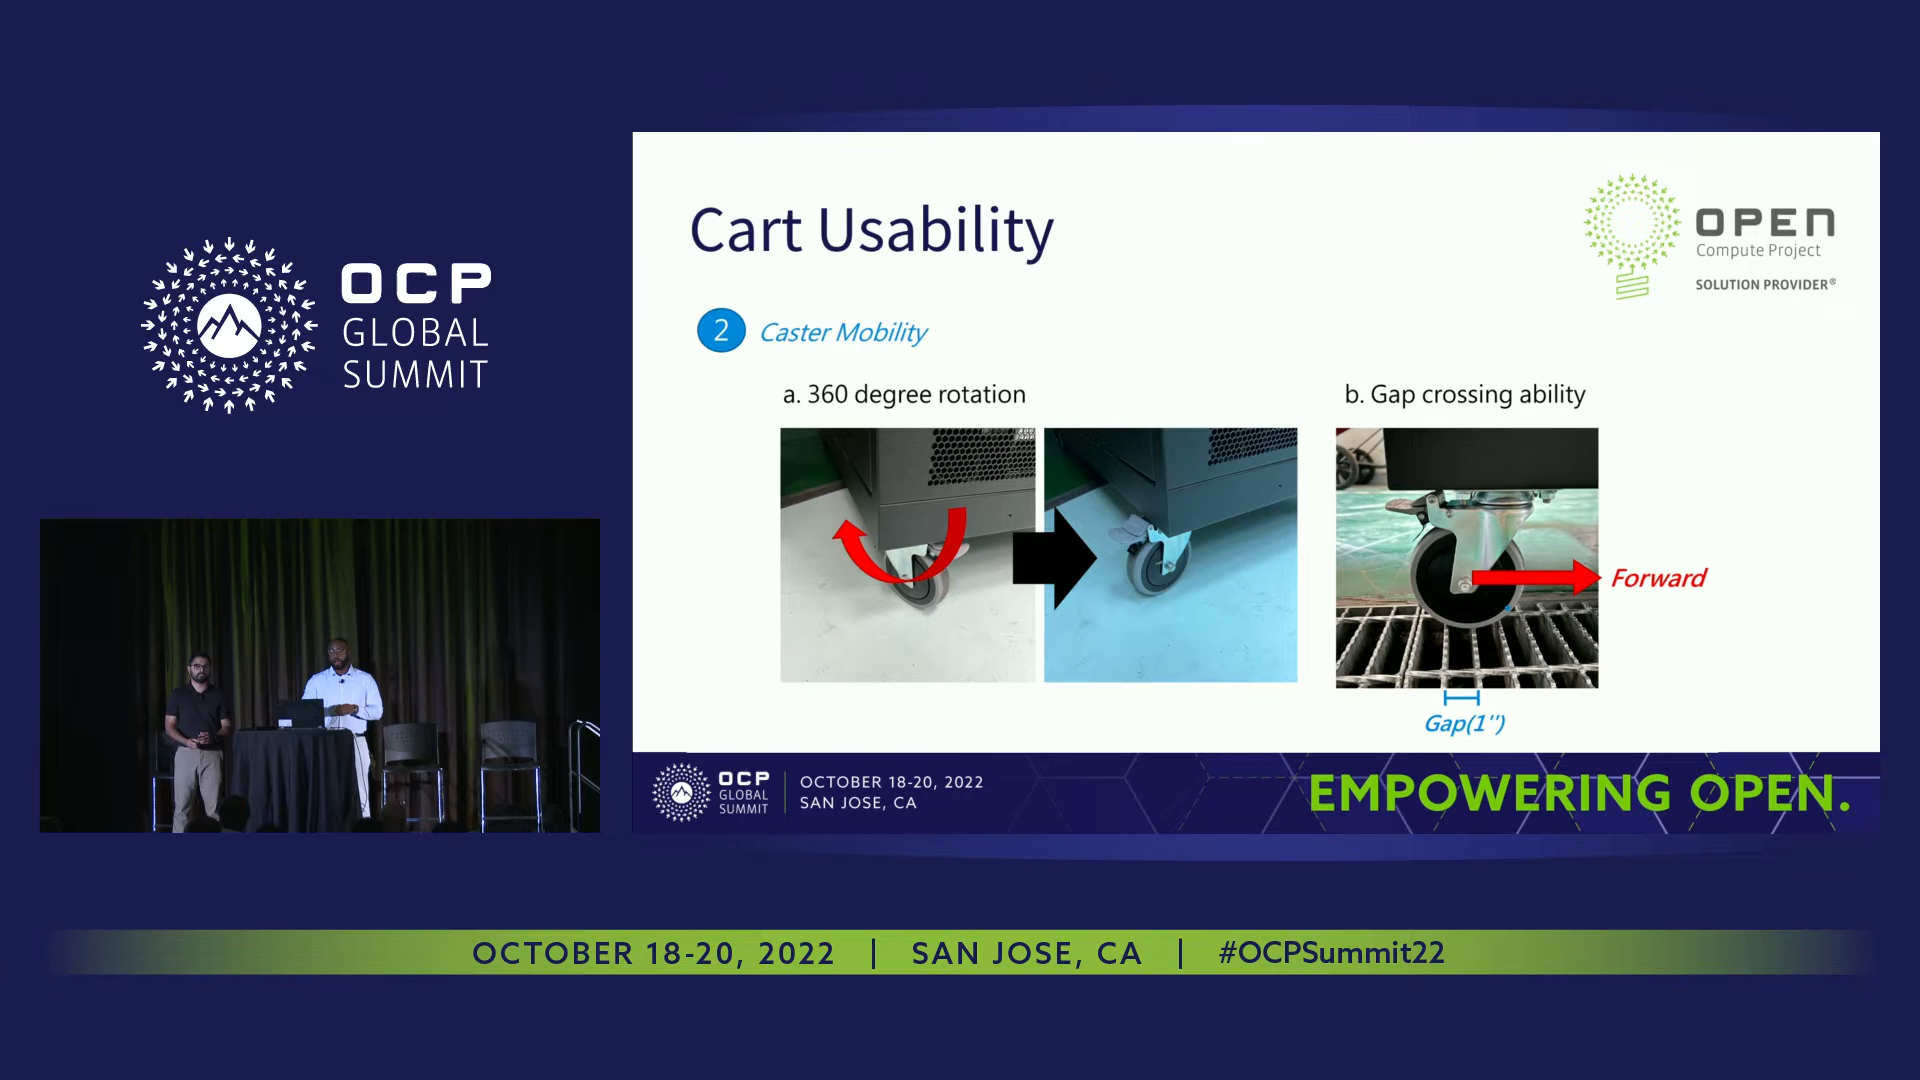 OCP
GLOBAL
SUMMIT
Cart Usability
OPEN
Compute Project
SOLUTION PROVIDER®
2 Caster Mobility
a. 360 degree rotation
b. Gap crossing ability
Forward
Gap(1'')
OCP
GLOBAL
SUMMIT
OCTOBER 18-20, 2022
SAN JOSE, CA
EMPOWERING OPEN.
OCTOBER 18-20, 2022 | SAN JOSE, CA | #OCPSummit22